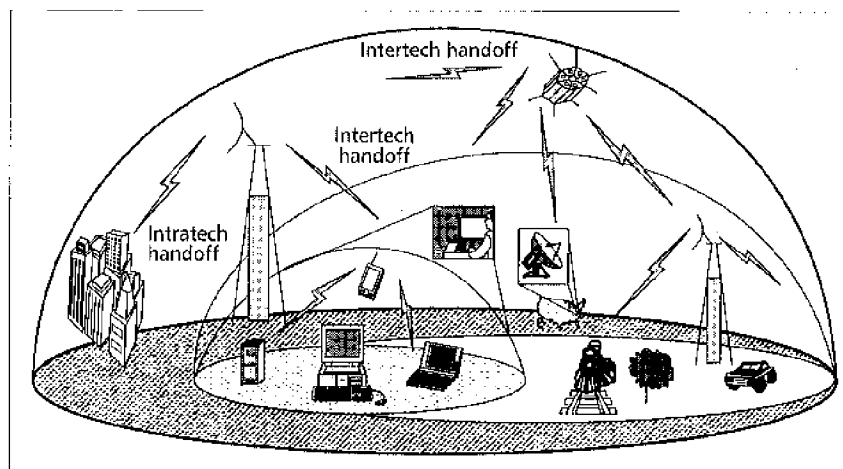 Intertech handoff
Intertech
handoff
Intratech
handoff